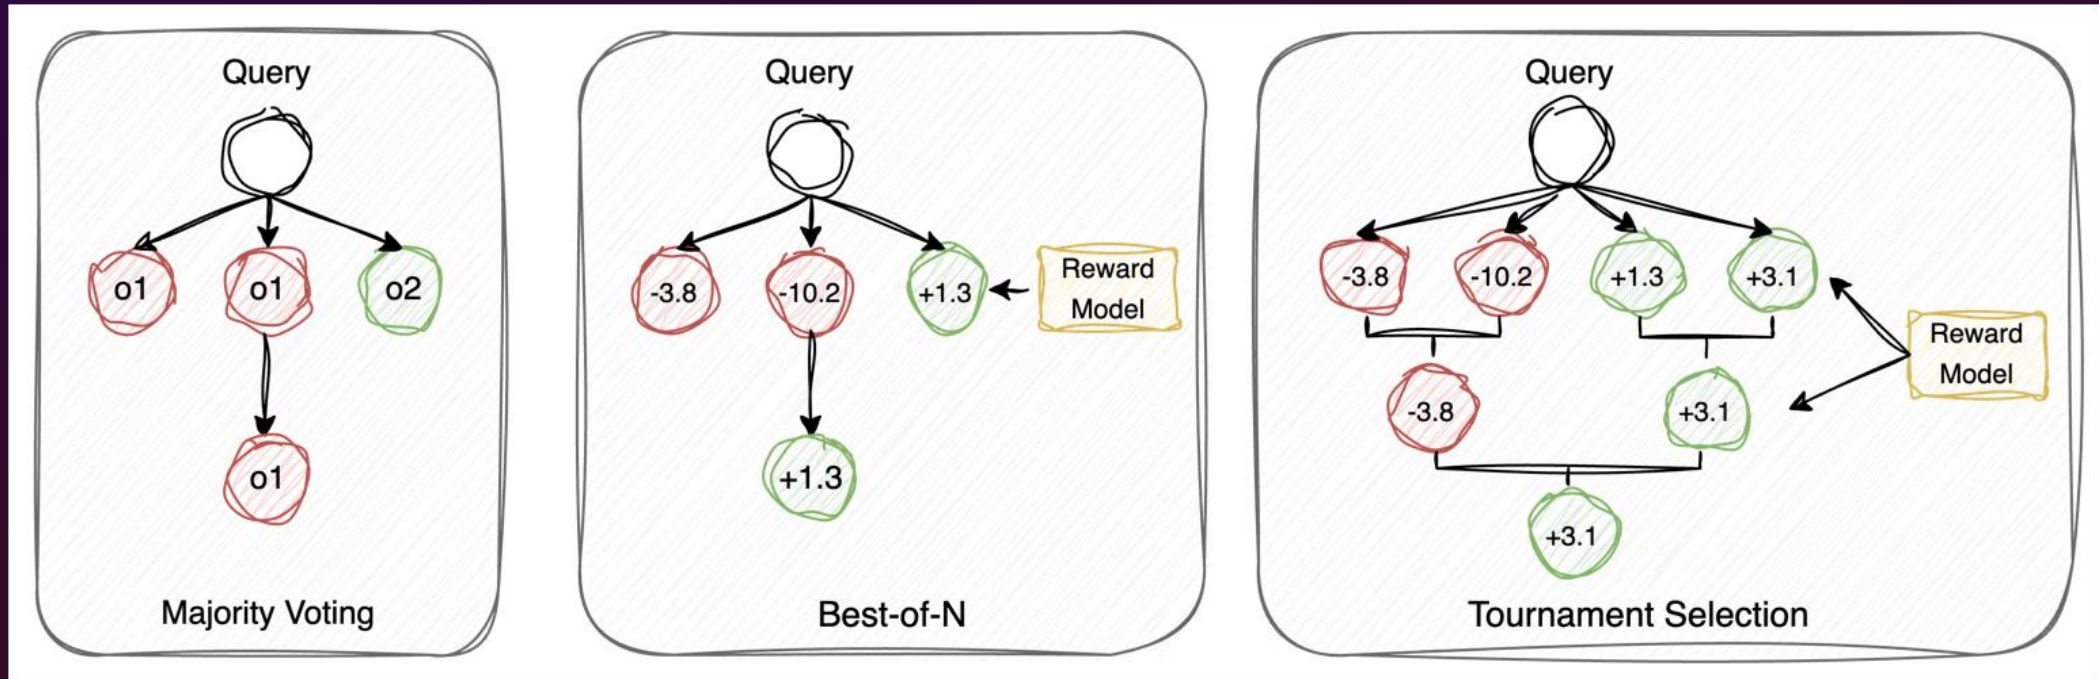 Query
o1
o1
o2
o1
Majority Voting
Query
-3.8
-10.2
+1.3
Reward
Model
+1.3
Best-of-N
Query
-3.8
-10.2
+1.3
+3.1
Reward
Model
-3.8
+3.1
+3.1
Tournament Selection